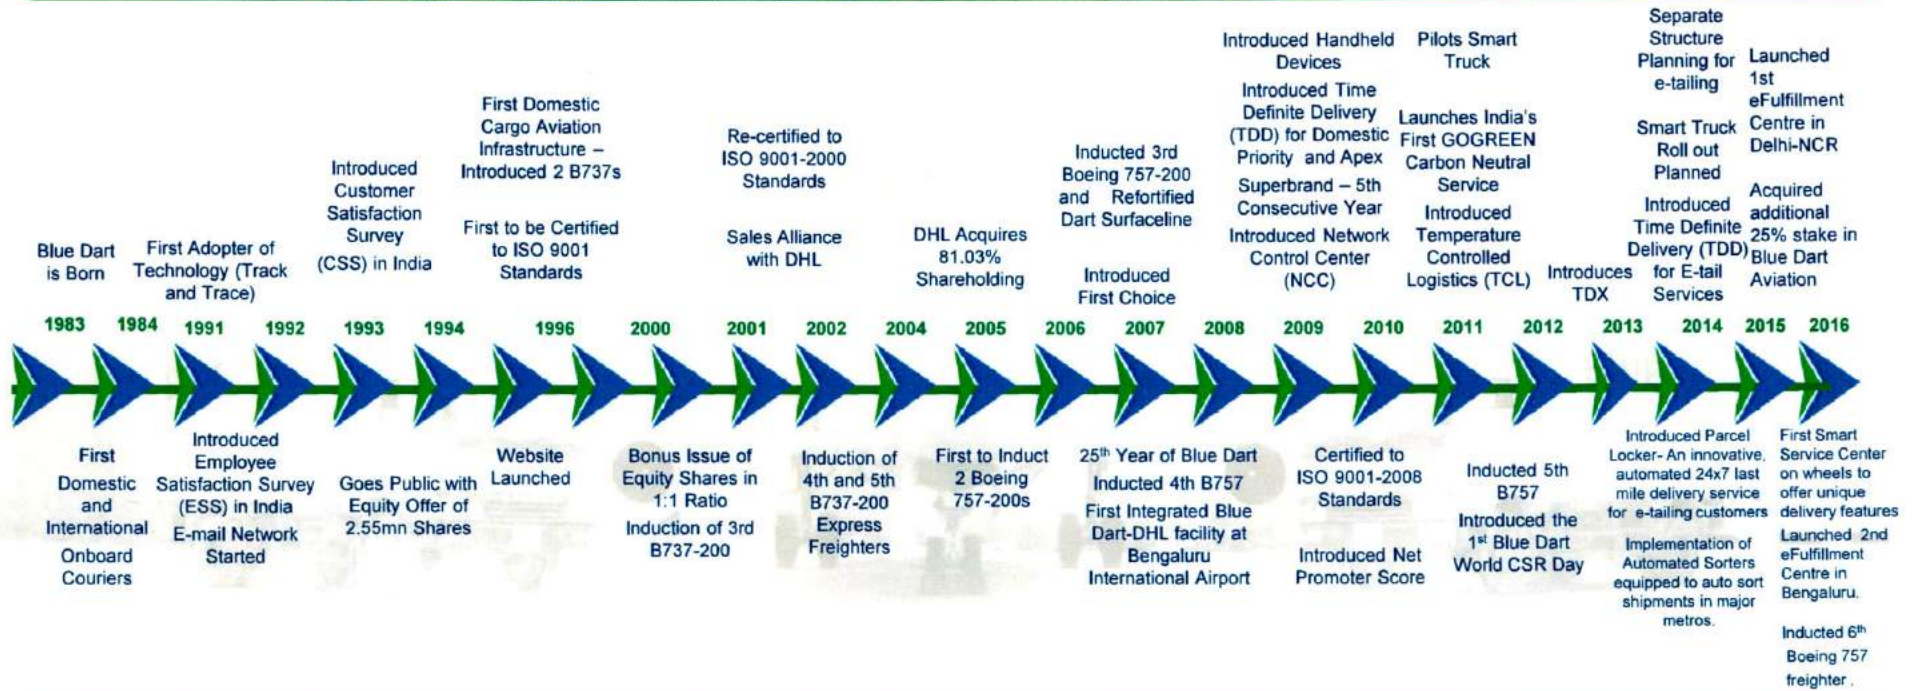 Blue Dart
is Born
First Adopter of
Technology (Track
and Trace)
Introduced
Customer
Satisfaction
Survey
(CSS) in India
First Domestic
Cargo Aviation
Infrastructure –
Introduced 2 B737s
First to be Certified
to ISO 9001
Standards
Re-certified to
ISO 9001-2000
Standards
Sales Alliance
with DHL
DHL Acquires
81.03%
Shareholding
Inducted 3rd
Boeing 757-200
and Refortified
Dart Surfaceline
Introduced
First Choice
Introduced Handheld
Devices
Introduced Time
Definite Delivery
(TDD) for Domestic
Priority and Apex
Superbrand – 5th
Consecutive Year
Introduced Network
Control Center
(NCC)
Pilots Smart
Truck
Launches India's
First GOGREEN
Carbon Neutral
Service
Introduced
Temperature
Controlled
Logistics (TCL)
Introduces
TDX
Separate
Structure
Planning for
e-tailing
Smart Truck
Roll out
Planned
Introduced
Time Definite
Delivery (TDD)
for E-tail
Services
Launched
1st
eFulfillment
Centre in
Delhi-NCR
Acquired
additional
25% stake in
Blue Dart
Aviation
1983 1984 1991 1992 1993 1994 1996 2000 2001 2002 2004 2005 2006 2007 2008 2009 2010 2011 2012 2013 2014 2015 2016
First
Domestic
and
International
Onboard
Couriers
Introduced
Employee
Satisfaction Survey
(ESS) in India
E-mail Network
Started
Goes Public with
Equity Offer of
2.55mn Shares
Website
Launched
Bonus Issue of
Equity Shares in
1:1 Ratio
Induction of 3rd
B737-200
Induction of
4th and 5th
B737-200
Express
Freighters
First to Induct
2 Boeing
757-200s
25th Year of Blue Dart
Inducted 4th B757
First Integrated Blue
Dart-DHL facility at
Bengaluru
International Airport
Certified to
ISO 9001-2008
Standards
Introduced Net
Promoter Score
Inducted 5th
B757
Introduced the
1st Blue Dart
World CSR Day
Introduced Parcel
Locker- An innovative,
automated 24x7 last
mile delivery service
for e-tailing customers
Implementation of
Automated Sorters
equipped to auto sort
shipments in major
metros.
First Smart
Service Center
on wheels to
offer unique
delivery features
Launched 2nd
eFulfillment
Centre in
Bengaluru.
Inducted 6th
Boeing 757
freighter .